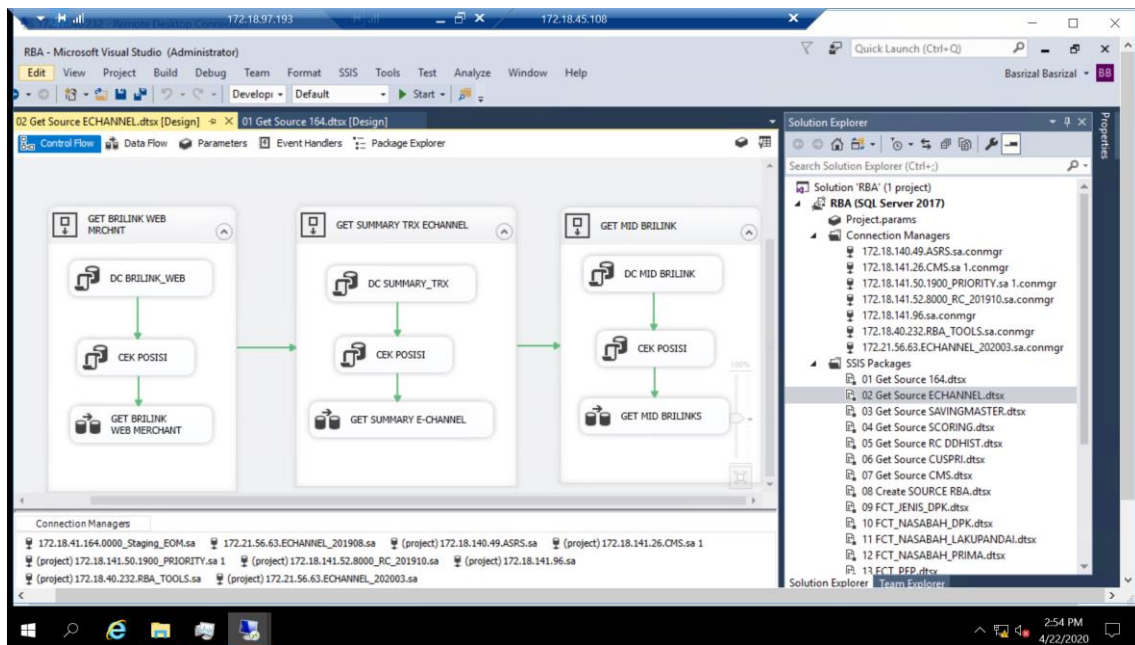 232 - Remote Desktop Connec
172.18.97.193
172.18.45.108
RBA - Microsoft Visual Studio (Administrator)
Quick Launch (Ctrl+Q)
Edit View Project Build Debug Team Format SSIS Tools Test Analyze Window Help
Basrizal Basrizal BB
Develop Default Start
02 Get Source ECHANNEL.dtsx [Design] 01 Get Source 164.dtsx [Design]
Control Flow Data Flow Parameters Event Handlers Package Explorer
GET BRILINK WEB
MRCHNT
DC BRILINK_WEB
CEK POSISI
GET BRILINK
WEB MERCHANT
GET SUMMARY TRX ECHANNEL
DC SUMMARY_TRX
CEK POSISI
GET SUMMARY E-CHANNEL
GET MID BRILINK
DC MID BRILINK
CEK POSISI
GET MID BRILINKS
100%
Connection Managers
172.18.41.164.0000_Staging_EOM.sa 172.21.56.63.ECHANNEL_201908.sa (project) 172.18.140.49.ASRS.sa (project) 172.18.141.26.CMS.sa 1
(project) 172.18.141.50.1900_PRIORITY.sa 1 (project) 172.18.141.52.8000_RC_201910.sa (project) 172.18.141.96.sa
(project) 172.18.40.232.RBA_TOOLS.sa (project) 172.21.56.63.ECHANNEL_202003.sa
Solution Explorer
Search Solution Explorer (Ctrl+;)
Solution 'RBA' (1 project)
RBA (SQL Server 2017)
Project.params
Connection Managers
172.18.140.49.ASRS.sa.conmgr
172.18.141.26.CMS.sa 1.conmgr
172.18.141.50.1900_PRIORITY.sa 1.conmgr
172.18.141.52.8000_RC_201910.sa.conmgr
172.18.141.96.sa.conmgr
172.18.40.232.RBA_TOOLS.sa.conmgr
172.21.56.63.ECHANNEL_202003.sa.conmgr
SSIS Packages
01 Get Source 164.dtsx
02 Get Source ECHANNEL.dtsx
03 Get Source SAVINGMASTER.dtsx
04 Get Source SCORING.dtsx
05 Get Source RC DDHIST.dtsx
06 Get Source CUSPRI.dtsx
07 Get Source CMS.dtsx
08 Create SOURCE RBA.dtsx
09 FCT_JENIS_DPK.dtsx
10 FCT_NASABAH_DPK.dtsx
11 FCT_NASABAH_LAKUPANDAI.dtsx
12 FCT_NASABAH_PRIMA.dtsx
13 FCT_PEP.dtsx
Solution Explorer Team Explorer
Properties
2:54 PM
4/22/2020